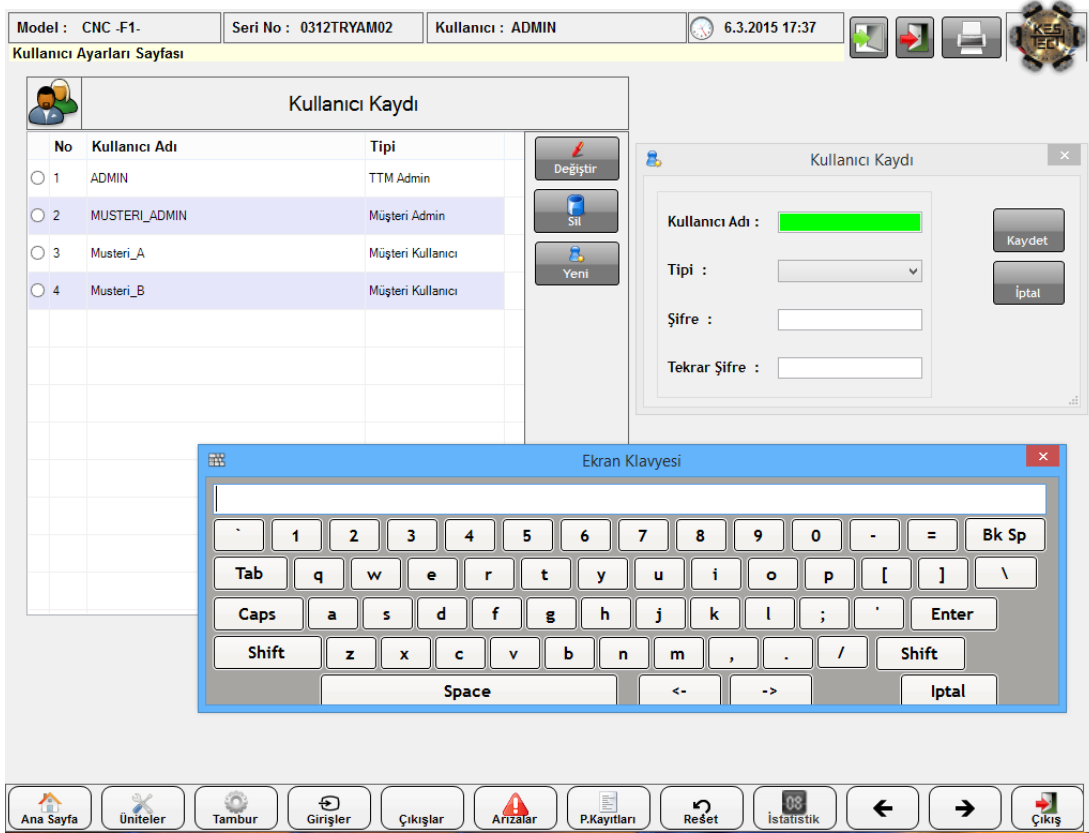 Model : CNC -F1- Seri No : 0312TRYAM02 Kullanıcı : ADMIN 6.3.2015 17:37
KES TECH
Kullanıcı Ayarları Sayfası
Kullanıcı Kaydı
No Kullanıcı Adı Tipi
1 ADMIN TTM Admin
2 MUSTERI_ADMIN Müşteri Admin
3 Musteri_A Müşteri Kullanıcı
4 Musteri_B Müşteri Kullanıcı
Değiştir
Sil
Yeni
Kullanıcı Kaydı
Kullanıcı Adı :
Tipi :
Şifre :
Tekrar Şifre :
Kaydet
İptal
Ekran Klavyesi
` 1 2 3 4 5 6 7 8 9 0 - = Bk Sp
Tab q w e r t y u i o p [ ] \
Caps a s d f g h j k l ; ' Enter
Shift z x c v b n m , . / Shift
Space <- -> Iptal
08
Ana Sayfa Üniteler Tambur Girişler Çıkışlar Arızalar P.Kayıtları Reset İstatistik Çıkış